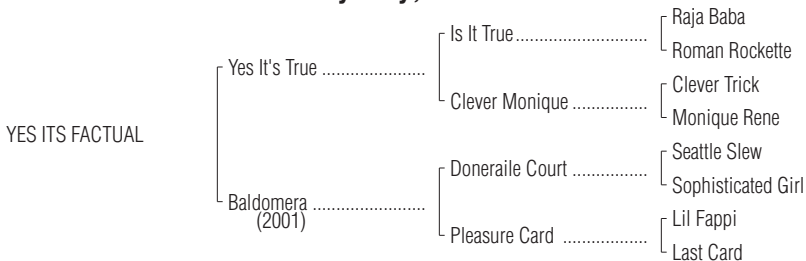 Raja Baba
Is It True............................
Roman Rockette
Yes It's True ......................
Clever Trick
Clever Monique ................
Monique Rene
YES ITS FACTUAL
Seattle Slew
Doneraile Court ................
Sophisticated Girl
Baldomera ........................
(2001)
Lil Fappi
Pleasure Card ..................
Last Card